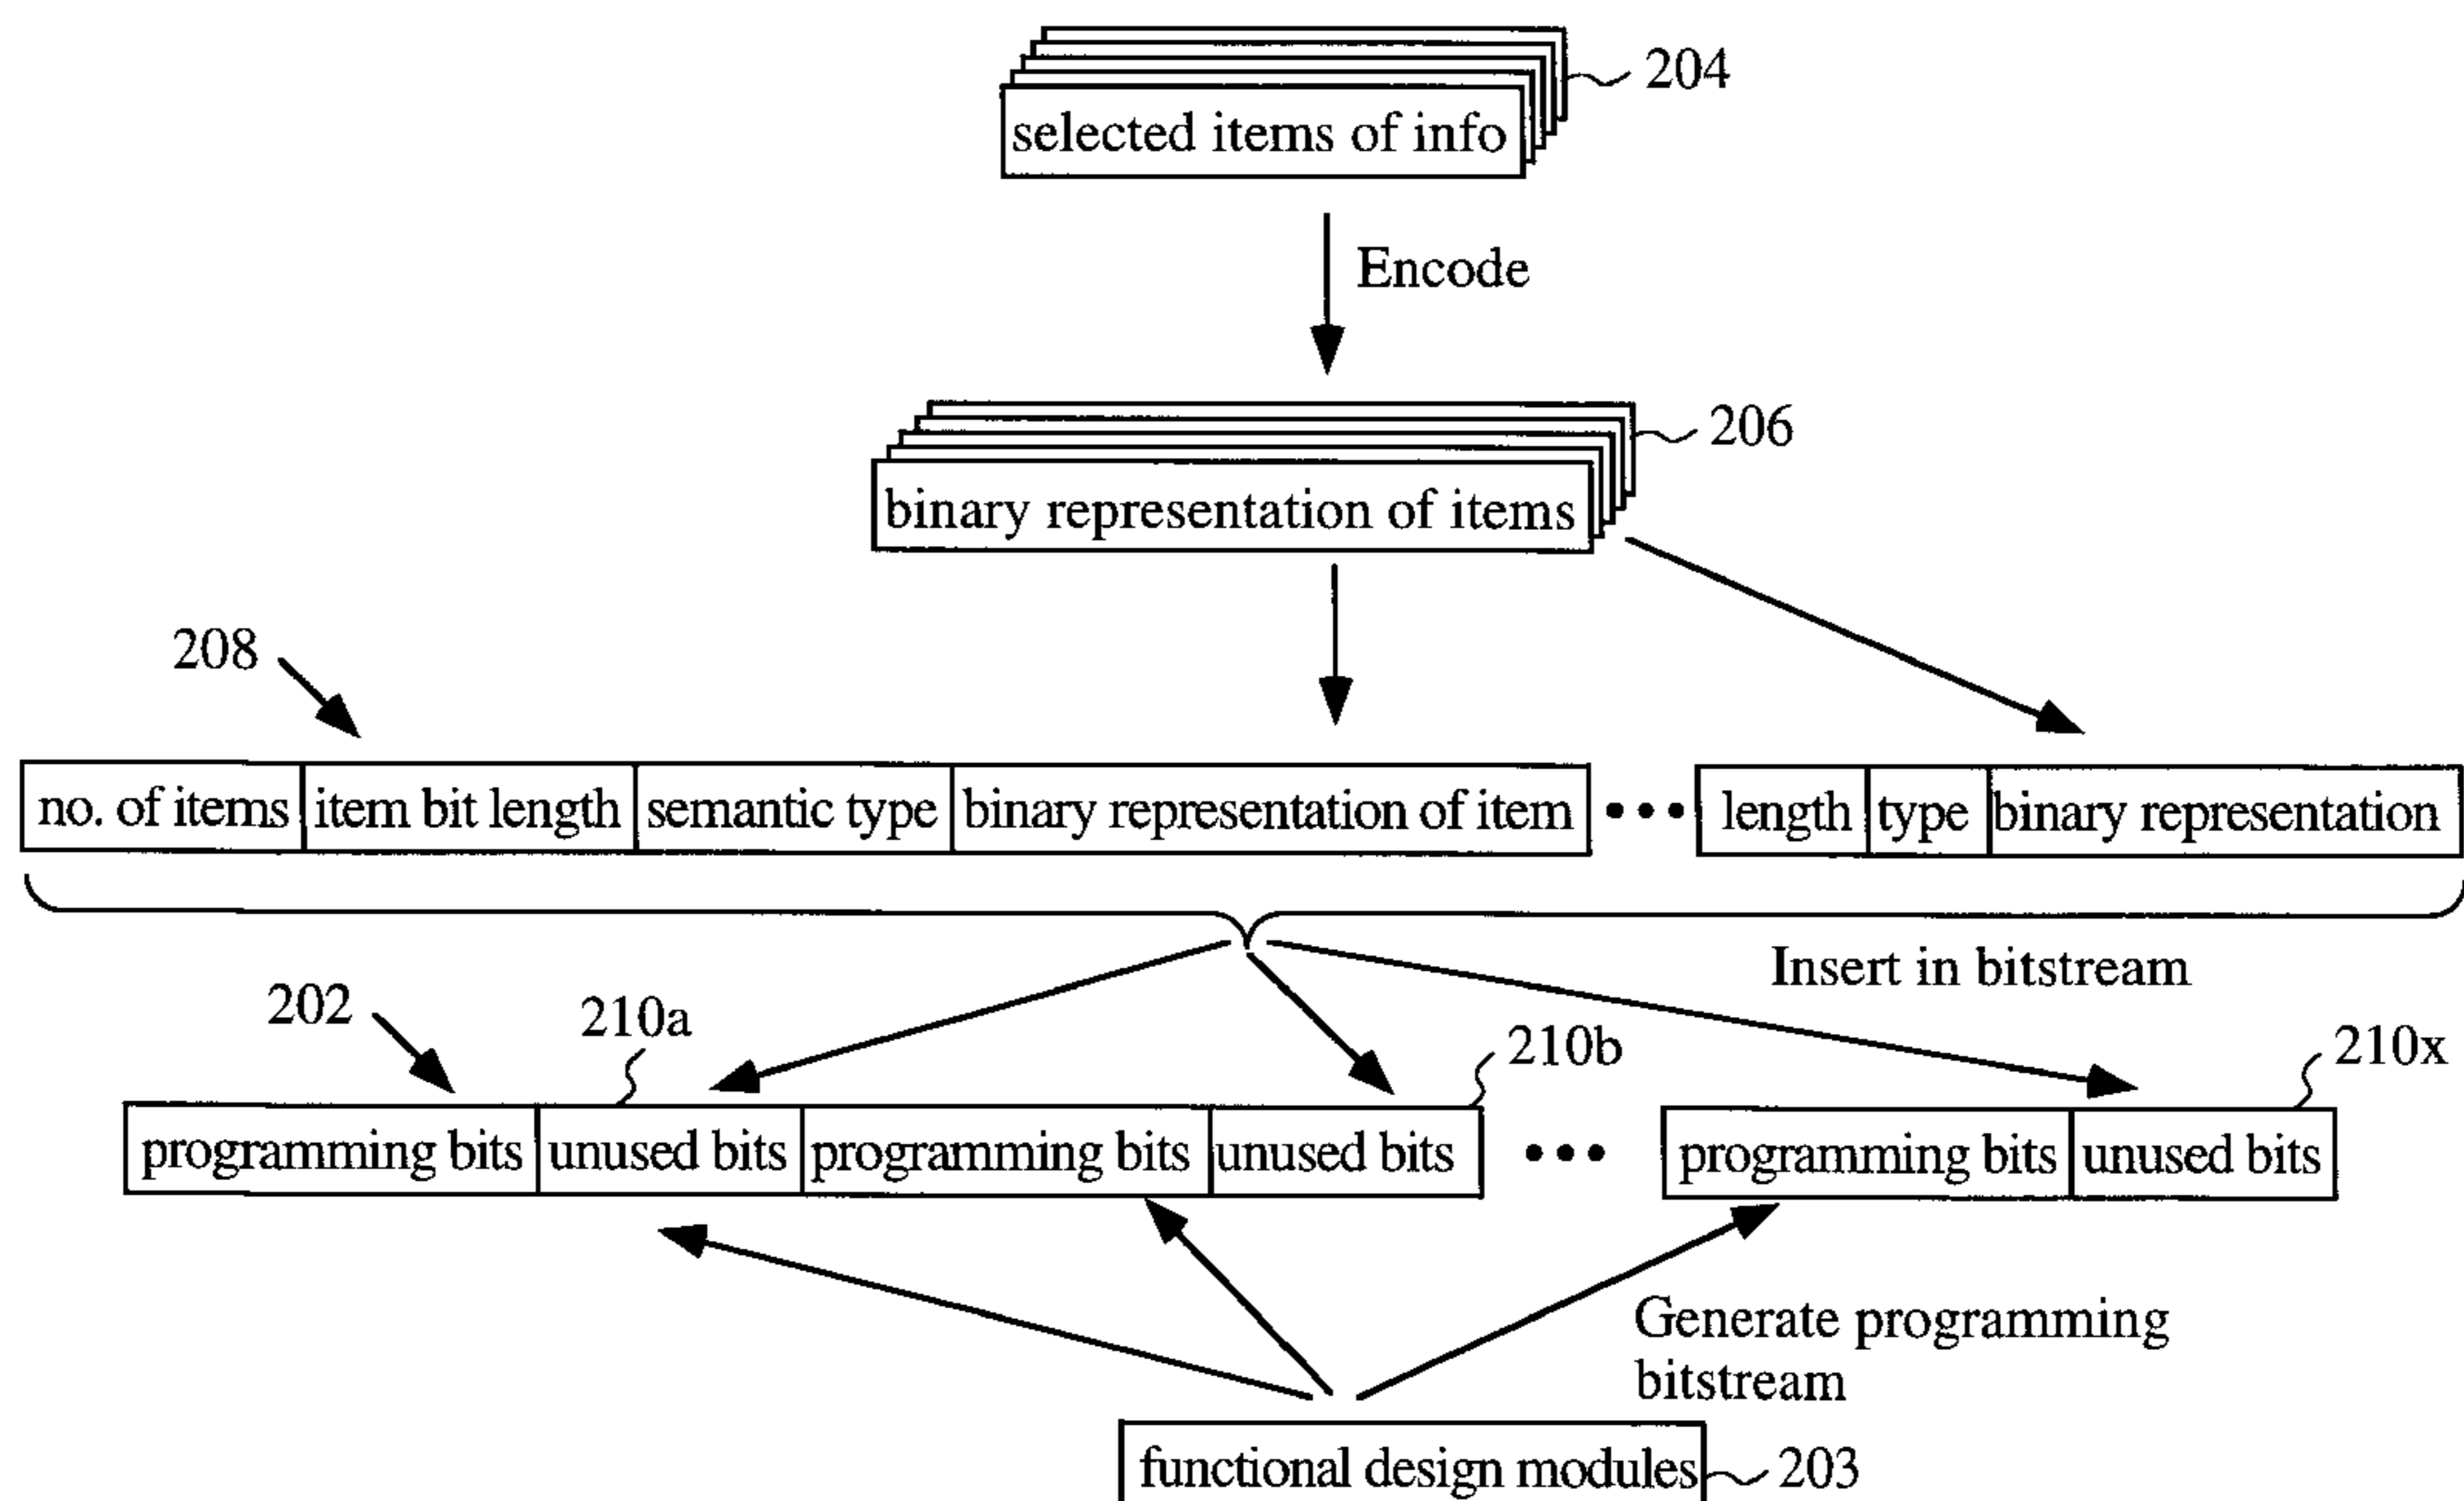 204
selected items of info
Encode
206
binary representation of items
208
no. of items item bit length semantic type binary representation of item ••• length type binary representation
Insert in bitstream
202
210a
210b
210x
programming bits unused bits programming bits unused bits ••• programming bits unused bits
Generate programming
bitstream
functional design modules 203